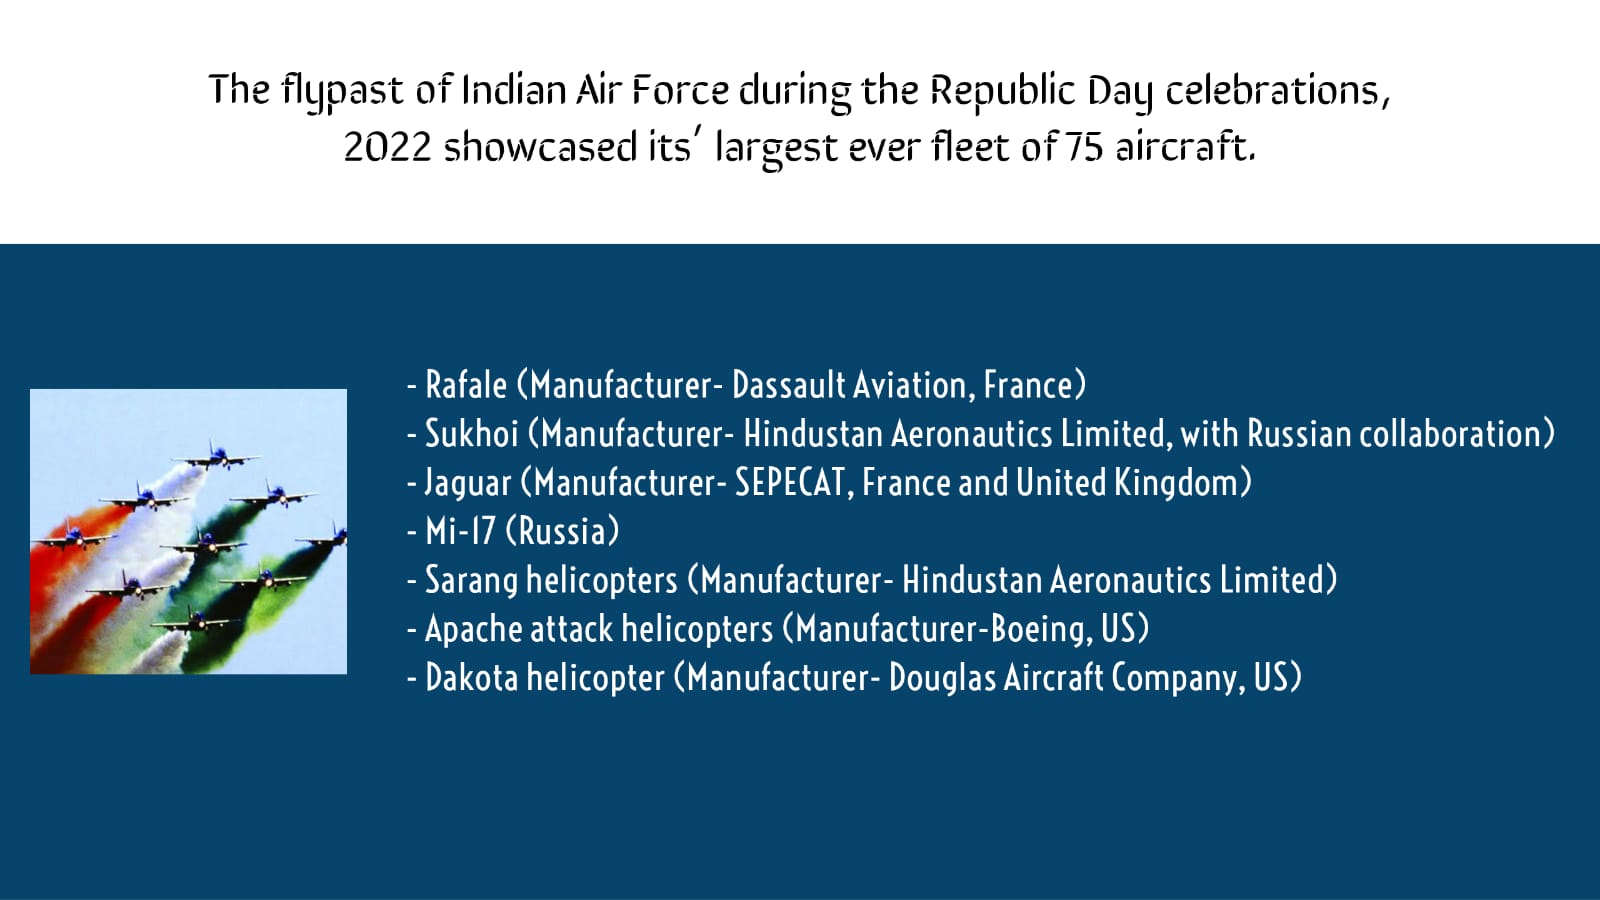 The flypast of Indian Air Force during the Republic Day celebrations,
2022 showcased its' largest ever fleet of 75 aircraft.
- Rafale (Manufacturer- Dassault Aviation, France)
- Sukhoi (Manufacturer- Hindustan Aeronautics Limited, with Russian collaboration)
- Jaguar (Manufacturer- SEPECAT, France and United Kingdom)
- Mi-17 (Russia)
- Sarang helicopters (Manufacturer- Hindustan Aeronautics Limited)
- Apache attack helicopters (Manufacturer-Boeing, US)
- Dakota helicopter (Manufacturer- Douglas Aircraft Company, US)